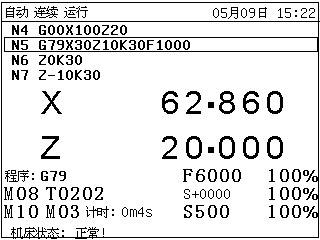 自动 连续 运行 05月09日 15:22
N4 G00X100Z20
N5 G79X30Z10K30F1000
N6 Z0K30
N7 Z-10K30
X 62.860
Z 20.000
程序: G79 F6000 100%
M08 T0202 S+0000 100%
M10 M03 计时: 0m4s S500 100%
机床状态: 正常!